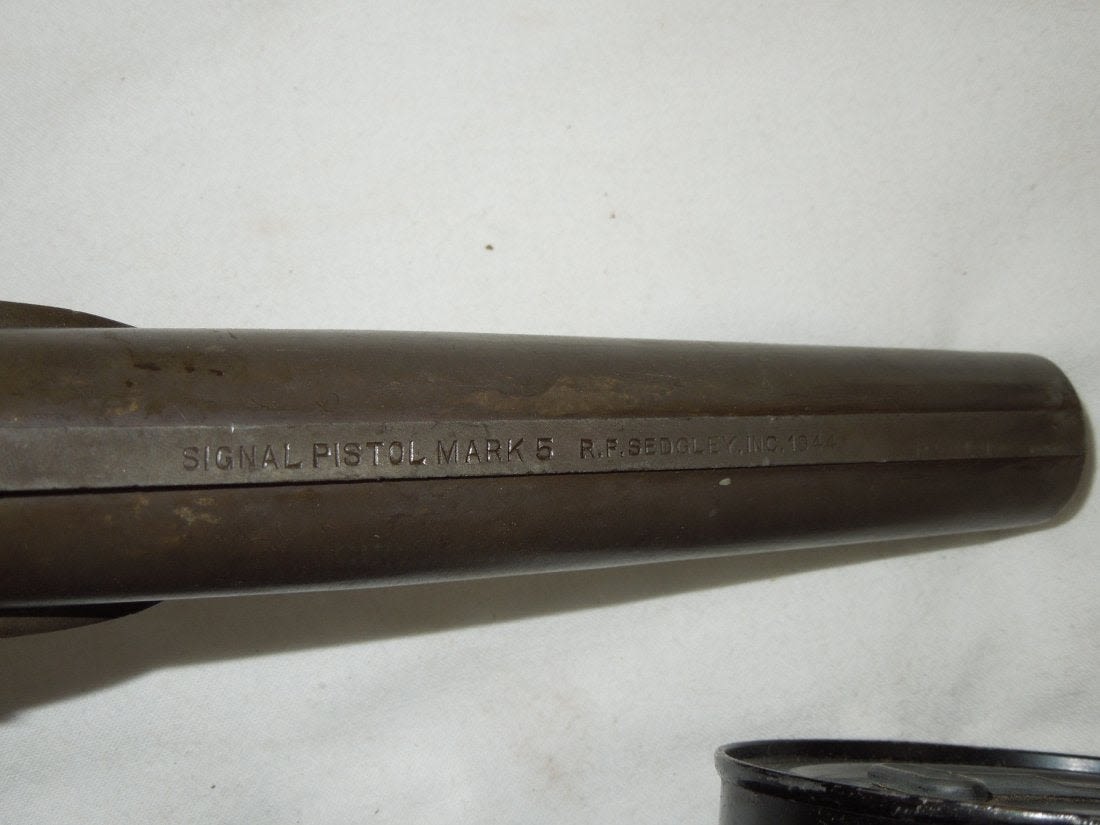 SIGNAL PISTOL MARK 5 R.F. SEDGLEY, INC. 1944